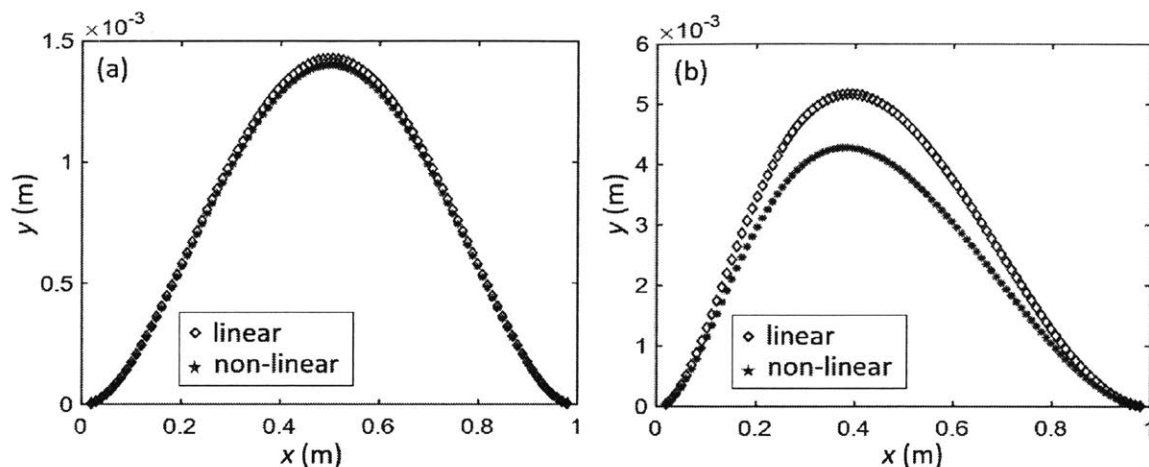 ×10⁻³
1.5
(a)
1
y (m)
0.5
◇ linear
★ non-linear
0
0 0.2 0.4 0.6 0.8 1
x (m)
×10⁻³
6
(b)
5
4
y (m)
3
2
◇ linear
★ non-linear
1
0
0 0.2 0.4 0.6 0.8 1
x (m)